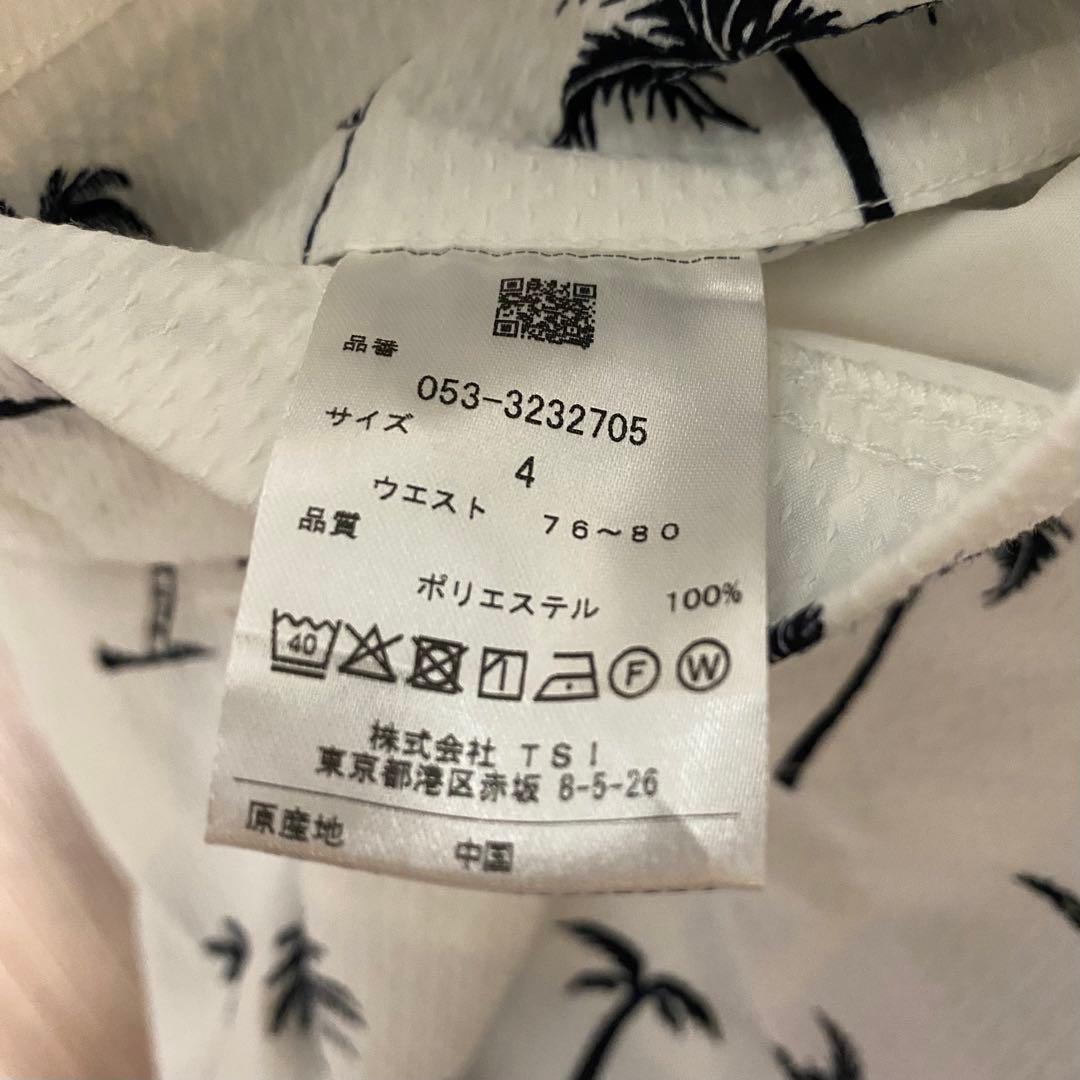 品番
053-3232705
サイズ
4
ウエスト 76~80
品質
ポリエステル 100%
40
F W
株式会社 TSI
東京都港区赤坂 8-5-26
原産地 中国